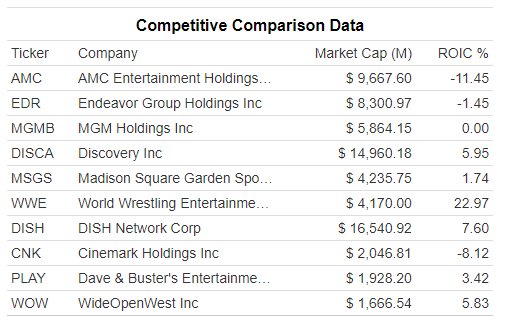 Competitive Comparison Data
Ticker Company Market Cap (M) ROIC %
AMC AMC Entertainment Holdings... $ 9,667.60 -11.45
EDR Endeavor Group Holdings Inc $ 8,300.97 -1.45
MGMB MGM Holdings Inc $ 5,864.15 0.00
DISCA Discovery Inc $ 14,960.18 5.95
MSGS Madison Square Garden Spo... $ 4,235.75 1.74
WWE World Wrestling Entertainme... $ 4,170.00 22.97
DISH DISH Network Corp $ 16,540.92 7.60
CNK Cinemark Holdings Inc $ 2,046.81 -8.12
PLAY Dave & Buster's Entertainme... $ 1,928.20 3.42
WOW WideOpenWest Inc $ 1,666.54 5.83